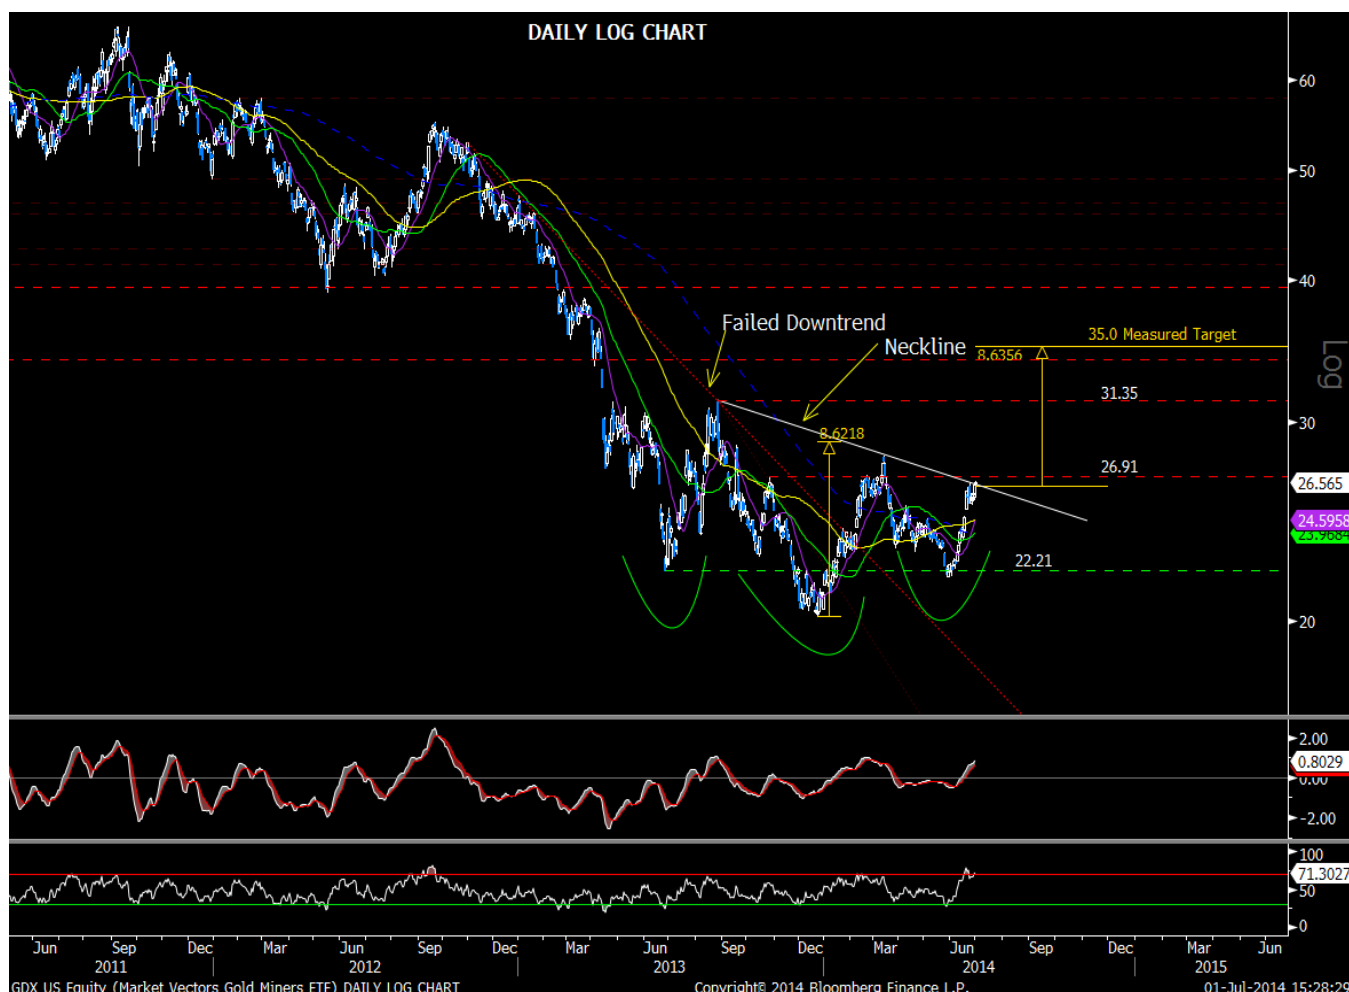 DAILY LOG CHART
60
50
40
Failed Downtrend
Neckline
35.0 Measured Target
8.6356
Log
31.35
30
8.6218
26.91
26.565
24.5958
23.9684
22.21
20
2.00
0.8029
0.00
-2.00
100
71.3027
50
0
Jun Sep Dec Mar Jun Sep Dec Mar Jun Sep Dec Mar Jun Sep Dec Mar Jun
2011 2012 2013 2014 2015
GDX US Equity (Market Vectors Gold Miners ETF) DAILY LOG CHART Copyright© 2014 Bloomberg Finance L.P. 01-Jul-2014 15:28:29